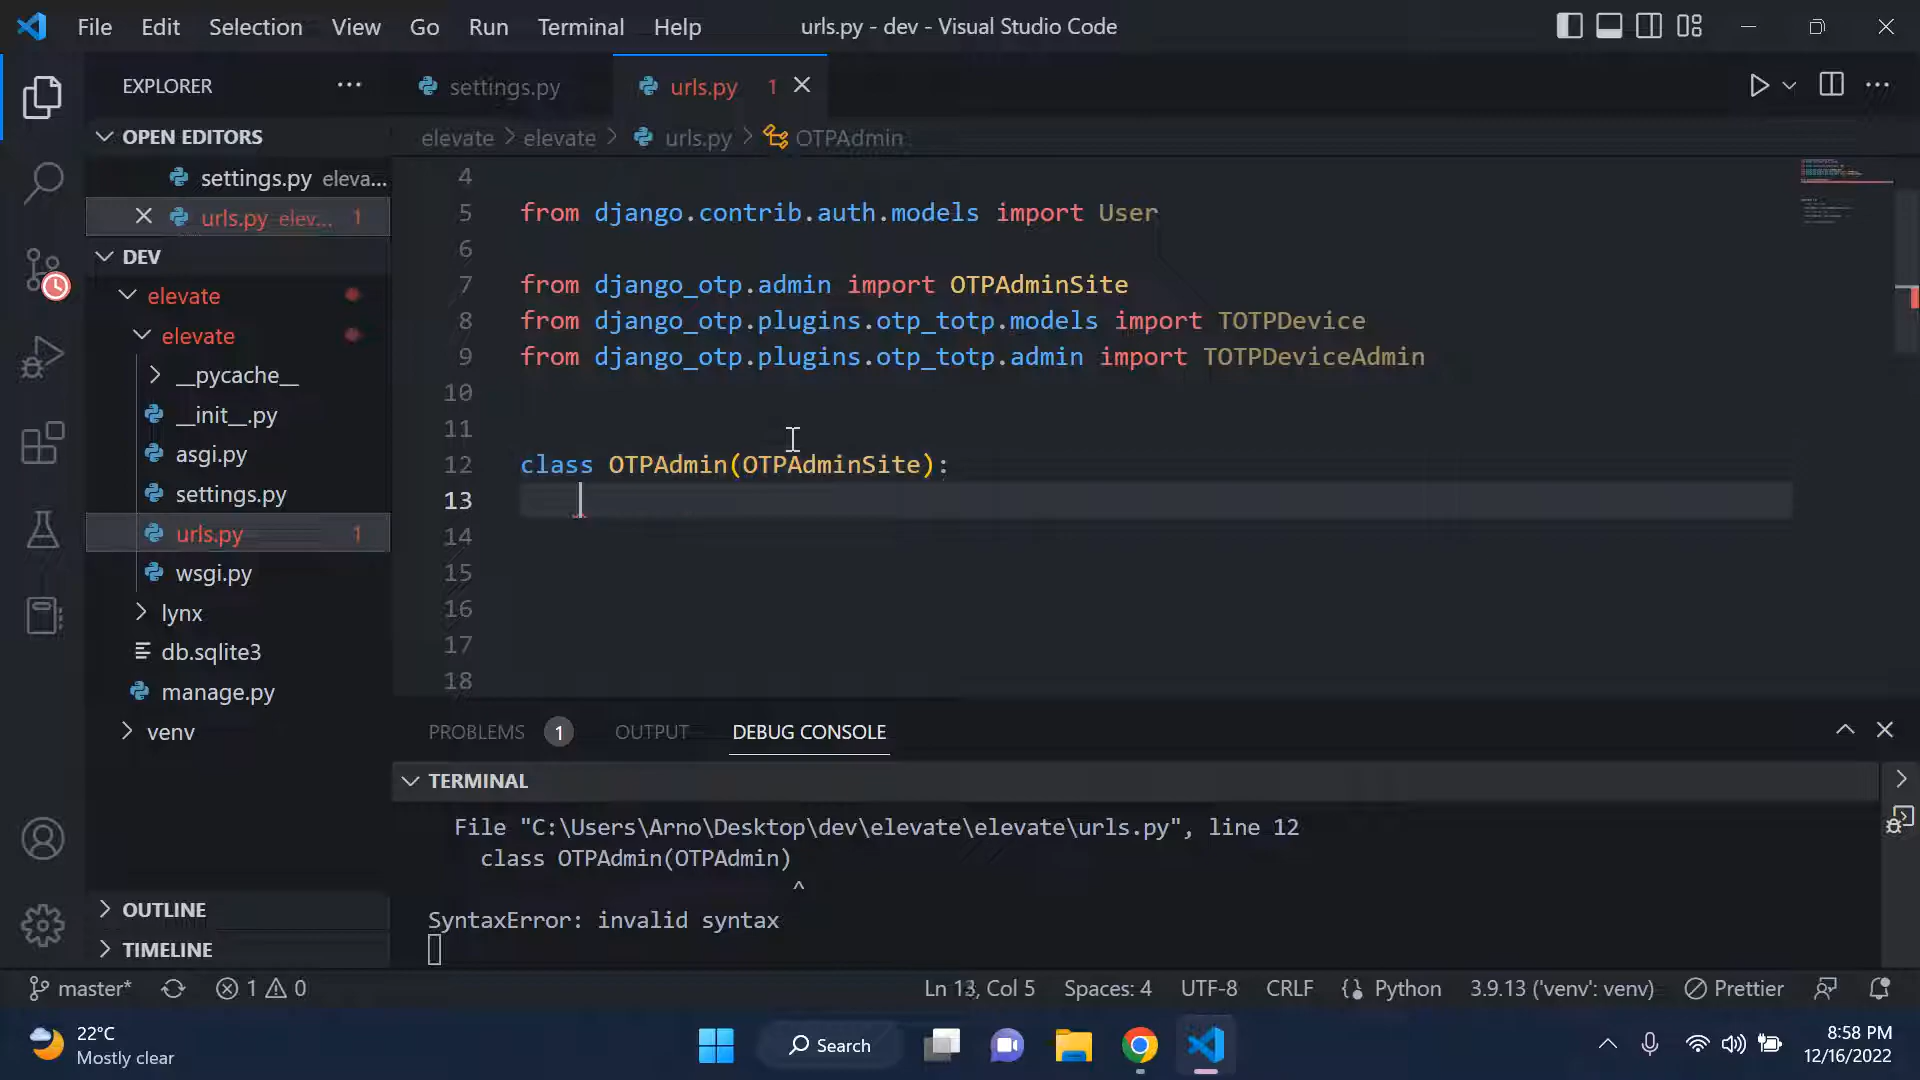 File Edit Selection View Go Run Terminal Help urls.py - dev - Visual Studio Code
EXPLORER ···
settings.py urls.py 1
OPEN EDITORS
elevate > elevate > urls.py > OTPAdmin
settings.py eleva...
urls.py elev... 1
DEV
elevate
elevate
__pycache__
__init__.py
asgi.py
settings.py
urls.py 1
wsgi.py
lynx
db.sqlite3
manage.py
venv
OUTLINE
TIMELINE
4
5 from django.contrib.auth.models import User
6
7 from django_otp.admin import OTPAdminSite
8 from django_otp.plugins.otp_totp.models import TOTPDevice
9 from django_otp.plugins.otp_totp.admin import TOTPDeviceAdmin
10
11
12 class OTPAdmin(OTPAdminSite):
13
14
15
16
17
18
PROBLEMS 1 OUTPUT DEBUG CONSOLE
TERMINAL
File "C:\Users\Arno\Desktop\dev\elevate\elevate\urls.py", line 12
class OTPAdmin(OTPAdmin)
^
SyntaxError: invalid syntax
master* 1 0 Ln 13, Col 5 Spaces: 4 UTF-8 CRLF Python 3.9.13 ('venv': venv) Prettier
22°C
Mostly clear
Search
8:58 PM
12/16/2022